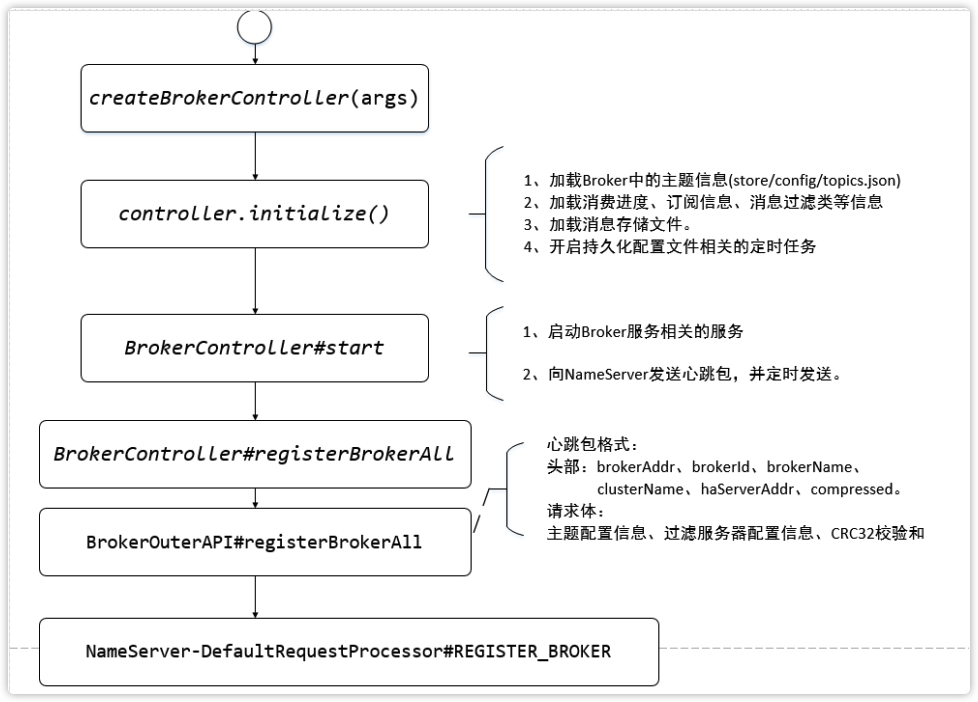 createBrokerController(args)
controller.initialize()
1、加载Broker中的主题信息(store/config/topics.json)
2、加载消费进度、订阅信息、消息过滤类等信息
3、加载消息存储文件。
4、开启持久化配置文件相关的定时任务
BrokerController#start
1、启动Broker服务相关的服务
2、向NameServer发送心跳包，并定时发送。
BrokerController#registerBrokerAll
心跳包格式：
头部：brokerAddr、brokerId、brokerName、
clusterName、haServerAddr、compressed。
请求体：
主题配置信息、过滤服务器配置信息、CRC32校验和
BrokerOuterAPI#registerBrokerAll
NameServer-DefaultRequestProcessor#REGISTER_BROKER